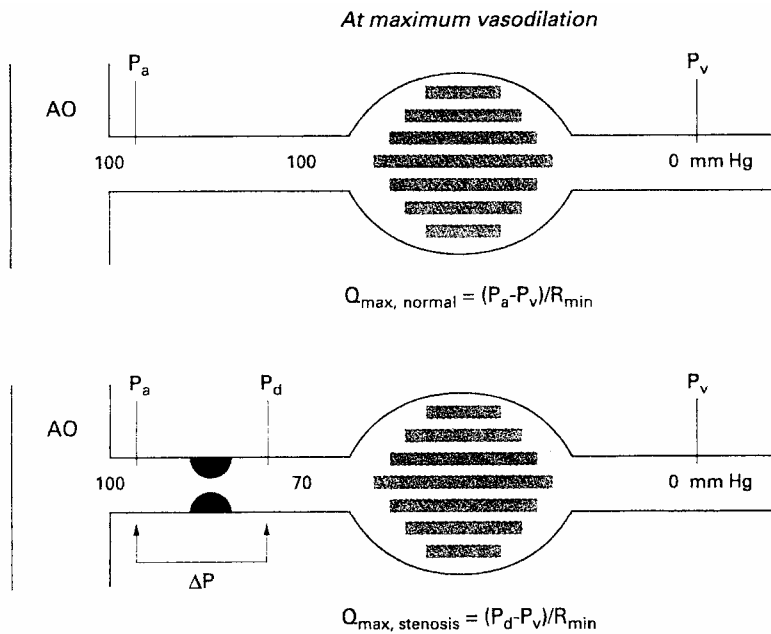 At maximum vasodilation
Pa Pv
AO
100 100 0 mm Hg
Qmax, normal = (Pa-Pv)/Rmin
Pa Pd Pv
AO
100 70 0 mm Hg
ΔP
Qmax, stenosis = (Pd-Pv)/Rmin